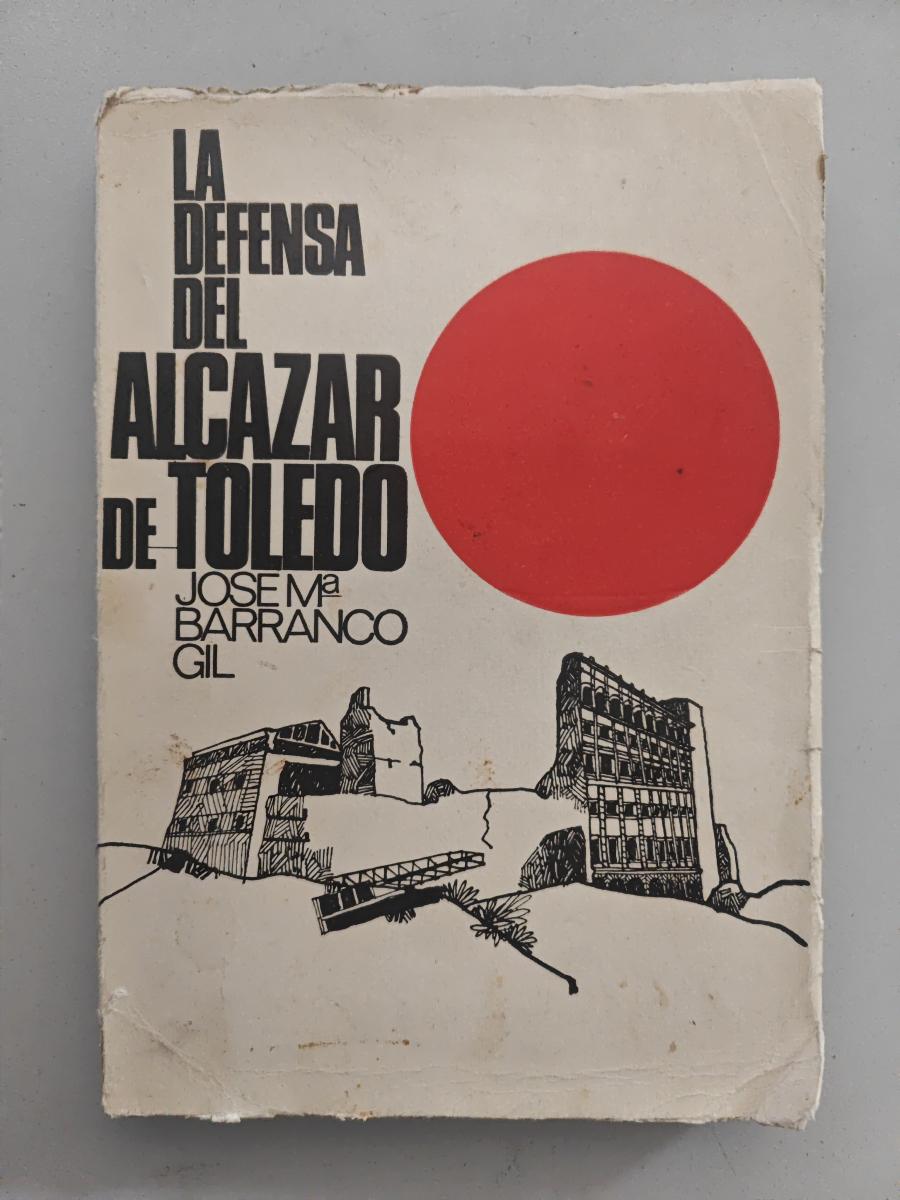 LA
DEFENSA
DEL
ALCAZAR
DE TOLEDO
JOSE Mª
BARRANCO
GIL